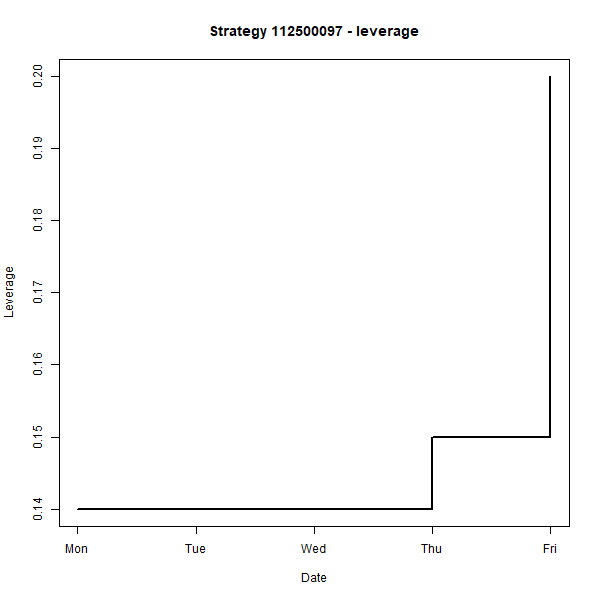 Strategy 112500097 - leverage
0.20
0.19
0.18
0.17
0.16
0.15
0.14
Leverage
Mon Tue Wed Thu Fri
Date